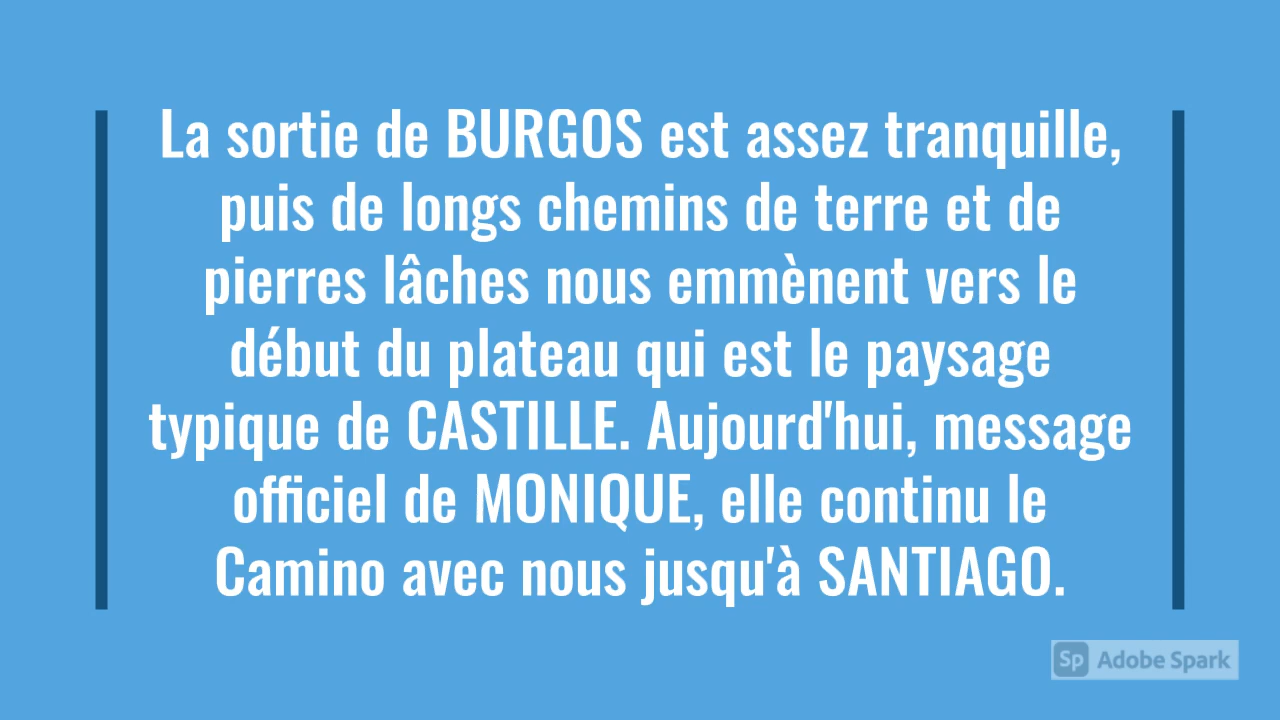 La sortie de BURGOS est assez tranquille,
puis de longs chemins de terre et de
pierres lâches nous emmènent vers le
début du plateau qui est le paysage
typique de CASTILLE. Aujourd'hui, message
officiel de MONIQUE, elle continu le
Camino avec nous jusqu'à SANTIAGO.
Sp Adobe Spark